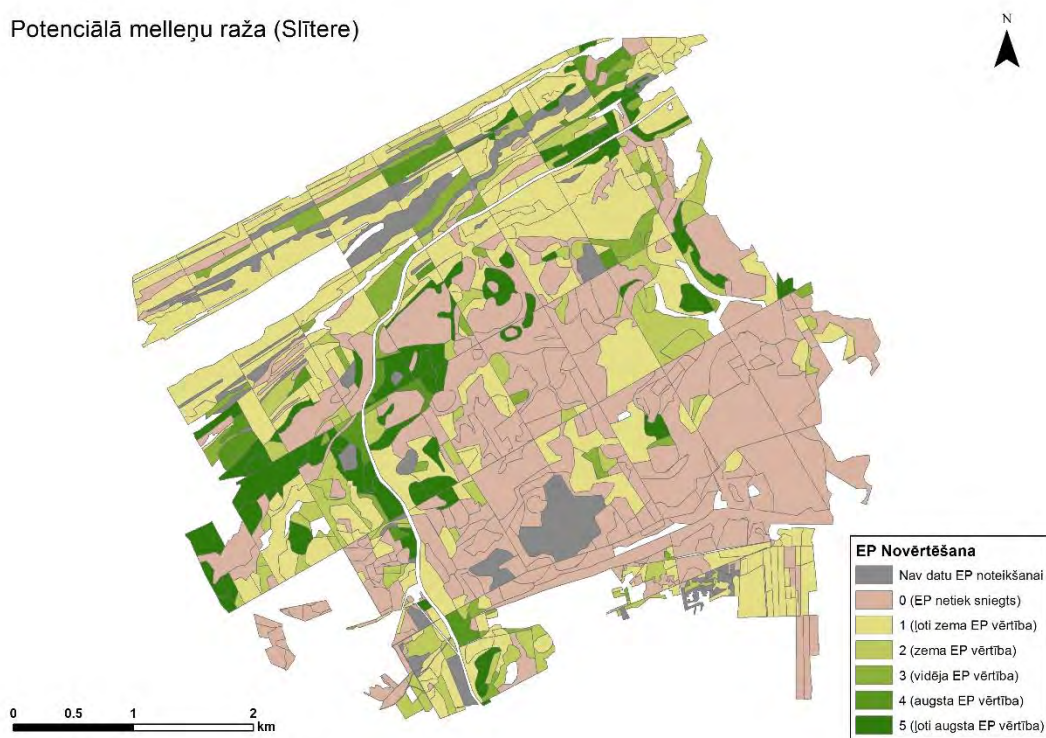 Potenciālā melleņu raža (Slītere)
N
EP Novērtēšana
Nav datu EP noteikšanai
0 (EP netiek sniegts)
1 (ļoti zema EP vērtība)
2 (zema EP vērtība)
3 (vidēja EP vērtība)
4 (augsta EP vērtība)
5 (ļoti augsta EP vērtība)
0 0.5 1 2
km